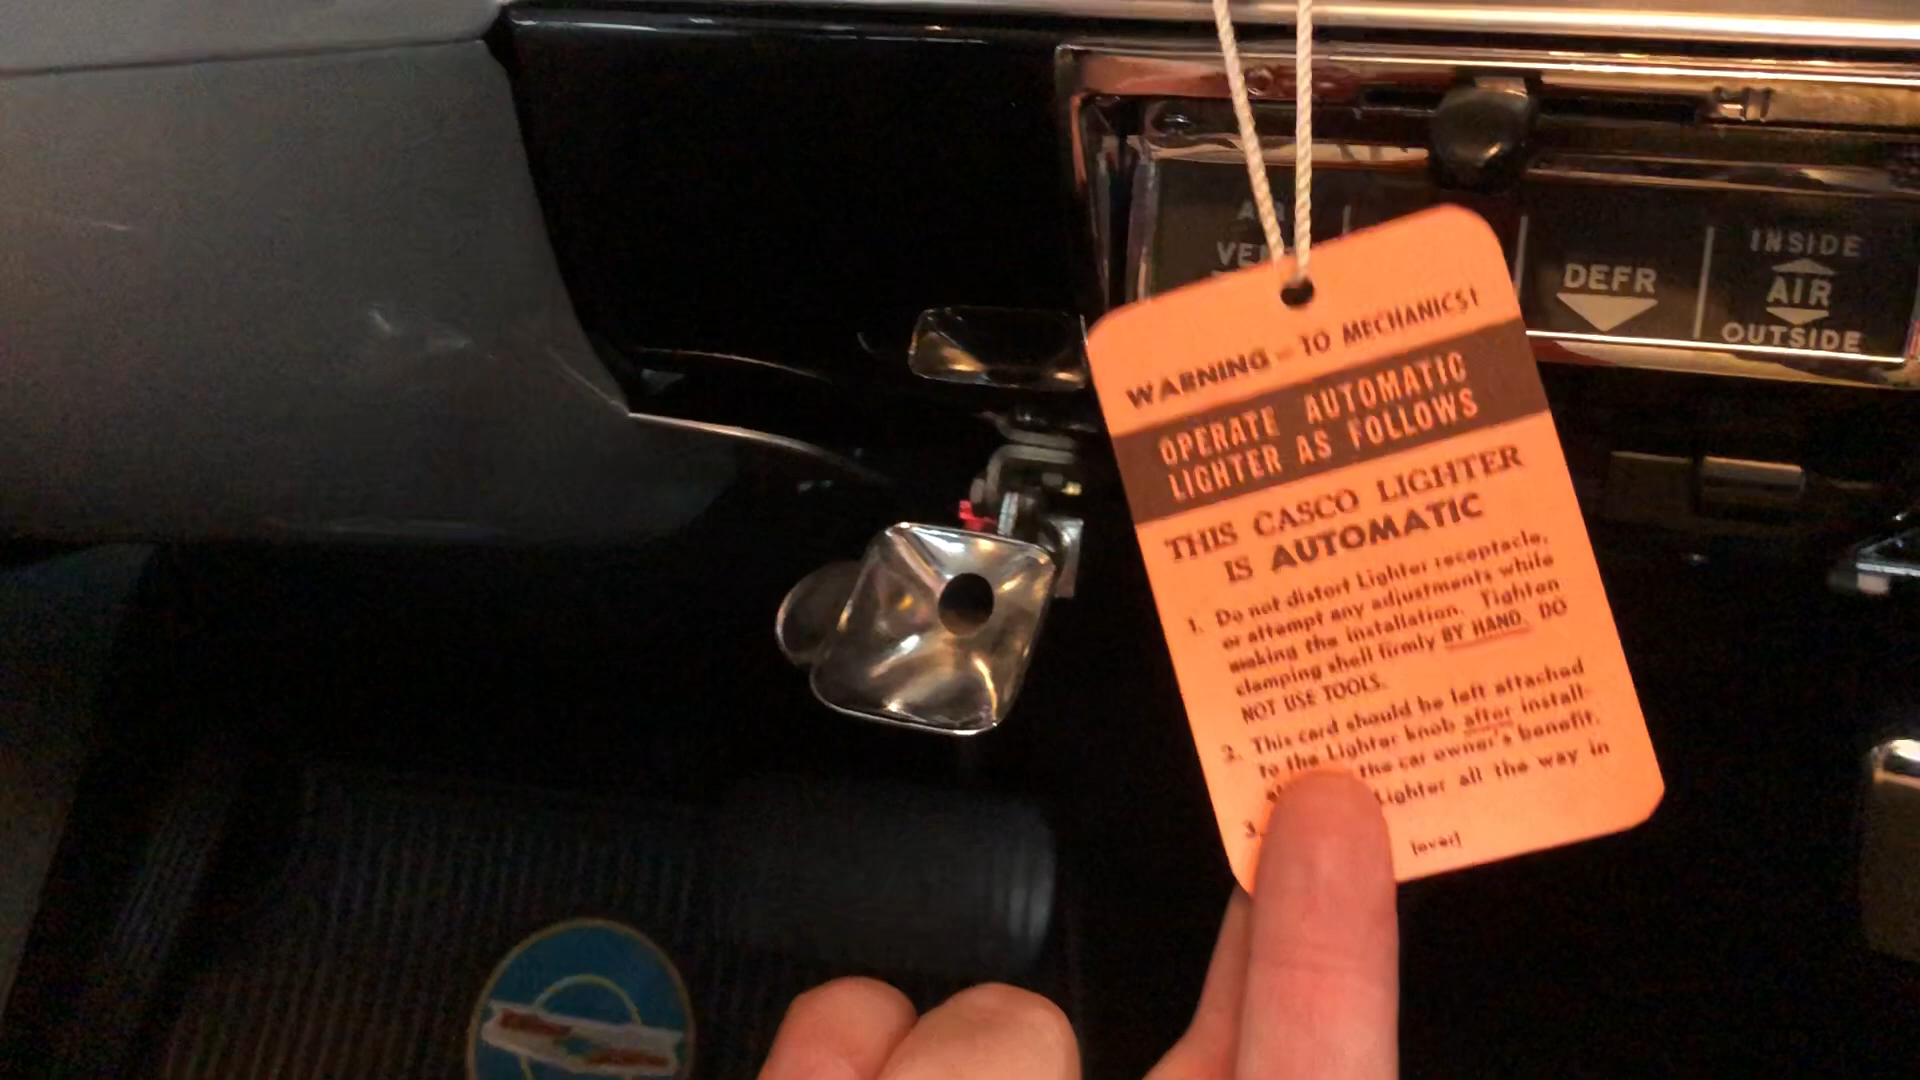 AIR
VE
DEFR
INSIDE
AIR
OUTSIDE
WARNING - TO MECHANICS!
OPERATE AUTOMATIC
LIGHTER AS FOLLOWS
THIS CASCO LIGHTER
IS AUTOMATIC
1. Do not distort Lighter receptacle,
or attempt any adjustments while
making the installation. Tighten
clamping shell firmly BY HAND. DO
NOT USE TOOLS.
2. This card should be left attached
to the Lighter knob after install-
the car owner's benefit.
3. Lighter all the way in
[over]